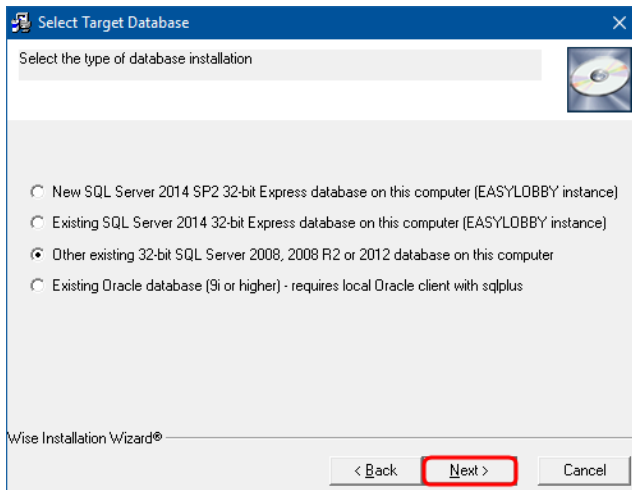 Select Target Database
Select the type of database installation
New SQL Server 2014 SP2 32-bit Express database on this computer (EASYLOBBY instance)
Existing SQL Server 2014 32-bit Express database on this computer (EASYLOBBY instance)
Other existing 32-bit SQL Server 2008, 2008 R2 or 2012 database on this computer
Existing Oracle database (9i or higher) - requires local Oracle client with sqlplus
Wise Installation Wizard®
< Back Next > Cancel